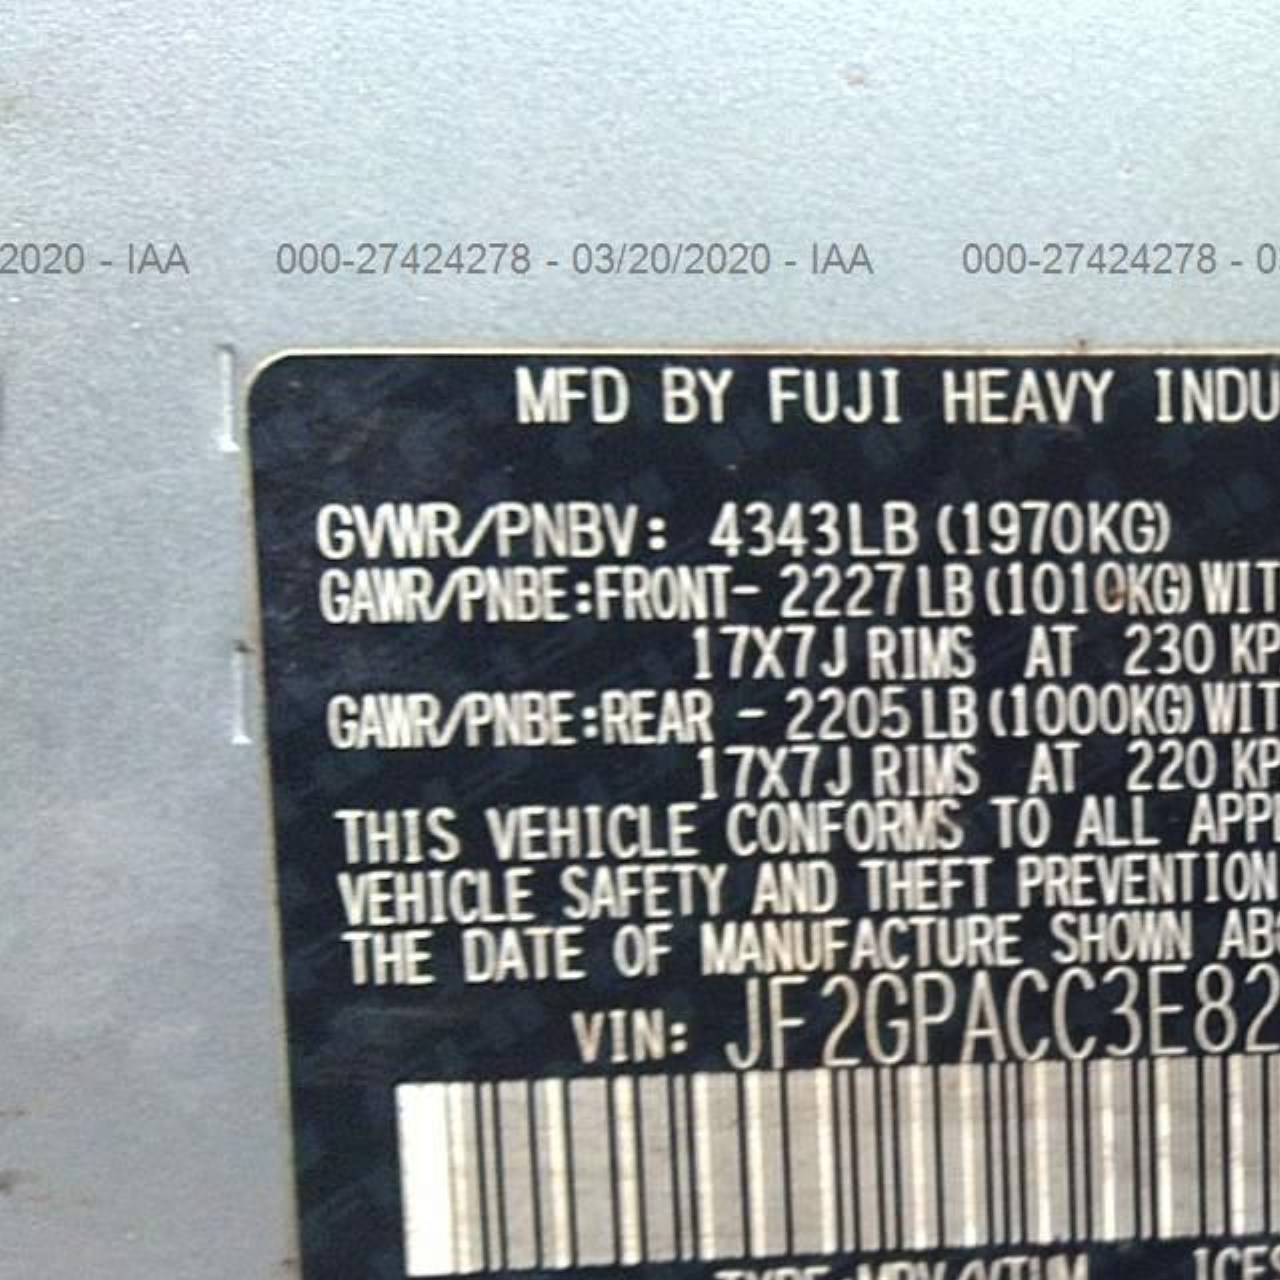 2020 - IAA 000-27424278 - 03/20/2020 - IAA 000-27424278 - 0
MFD BY FUJI HEAVY INDU
GVWR/PNBV: 4343LB (1970KG)
GAWR/PNBE:FRONT- 2227 LB (1010KG) WIT
17X7J RIMS AT 230 KP
GAWR/PNBE:REAR - 2205 LB (1000KG) WIT
17X7J RIMS AT 220 KP
THIS VEHICLE CONFORMS TO ALL APPL
VEHICLE SAFETY AND THEFT PREVENTION
THE DATE OF MANUFACTURE SHOWN ABO
VIN: JF2GPACC3E82